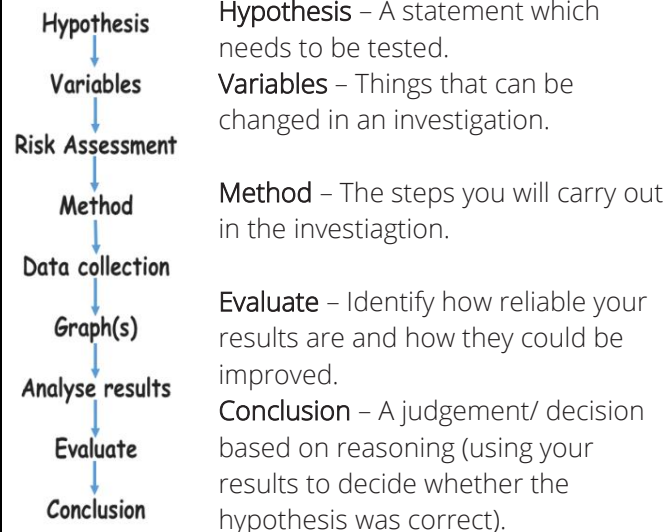 Hypothesis
Variables
Risk Assessment
Method
Data collection
Graph(s)
Analyse results
Evaluate
Conclusion
Hypothesis – A statement which
needs to be tested.
Variables – Things that can be
changed in an investigation.
Method – The steps you will carry out
in the investiagtion.
Evaluate – Identify how reliable your
results are and how they could be
improved.
Conclusion – A judgement/ decision
based on reasoning (using your
results to decide whether the
hypothesis was correct).